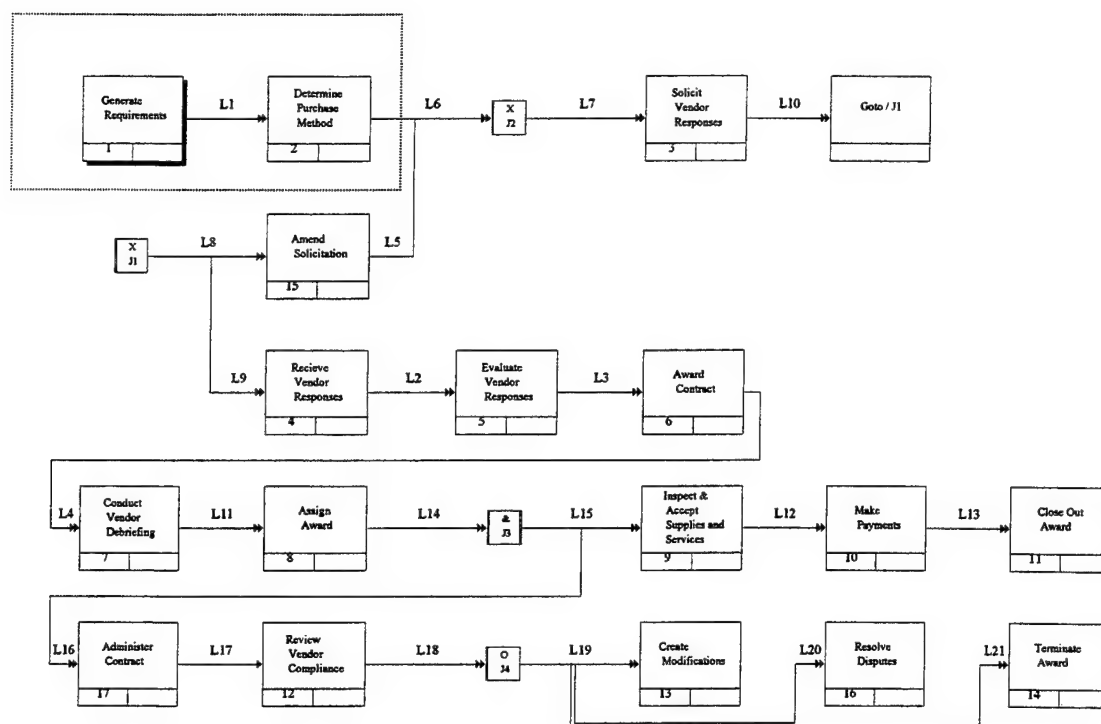 Generate
Requirements
1
L1
Determine
Purchase
Method
2
L6
X
J2
L7
Solicit
Vendor
Responses
3
L10
Goto / J1
X
J1
L8
Amend
Solicitation
15
L5
L9
Recieve
Vendor
Responses
4
L2
Evaluate
Vendor
Responses
5
L3
Award
Contract
6
L4
Conduct
Vendor
Debriefing
7
L11
Assign
Award
8
L14
&
J3
L15
Inspect &
Accept
Supplies and
Services
9
L12
Make
Payments
10
L13
Close Out
Award
11
L16
Administer
Contract
17
L17
Review
Vendor
Compliance
12
L18
O
J4
L19
Create
Modifications
13
L20
Resolve
Disputes
16
L21
Terminate
Award
14